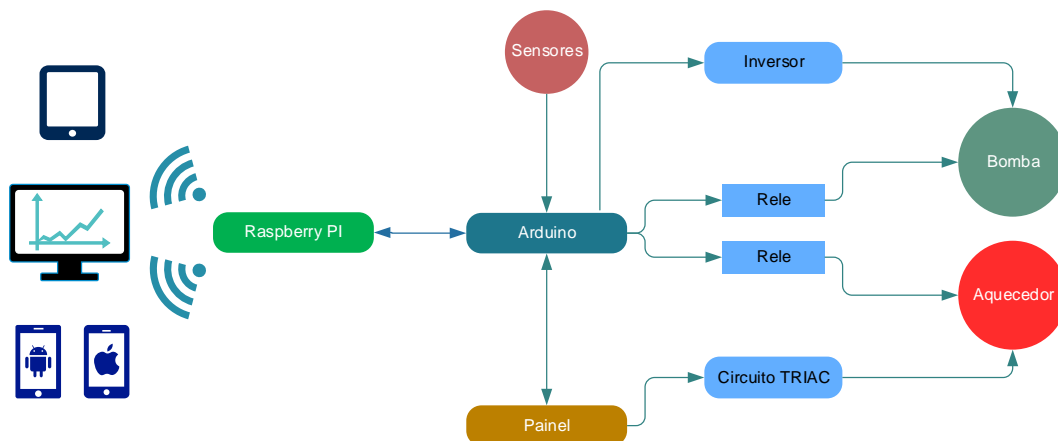 Sensores
Inversor
Bomba
Rele
Raspberry PI
Arduino
Rele
Aquecedor
Circuito TRIAC
Painel